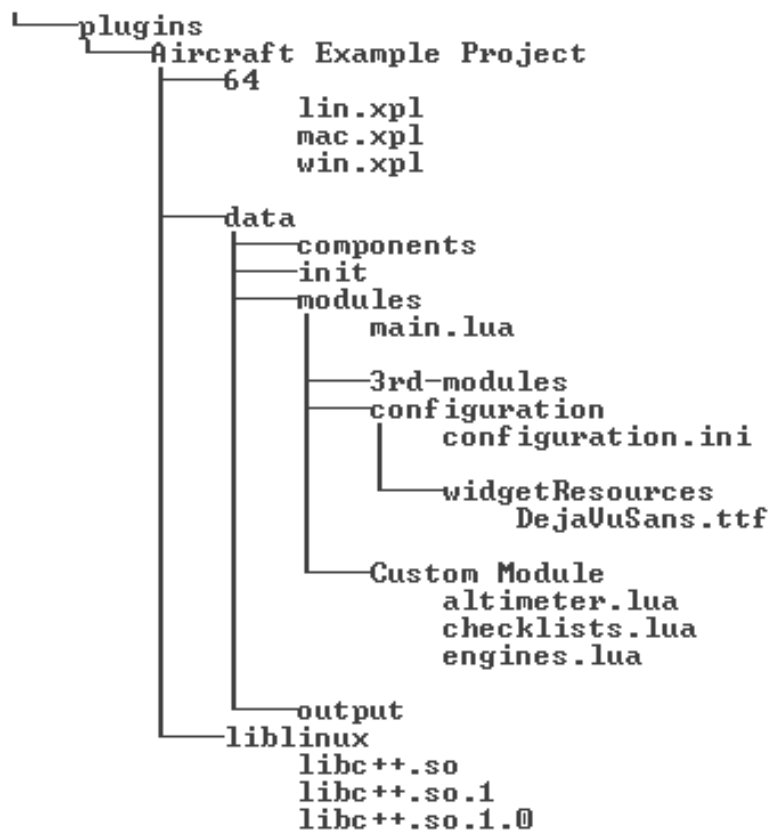 plugins
Aircraft Example Project
64
lin.xpl
mac.xpl
win.xpl
data
components
init
modules
main.lua
3rd-modules
configuration
configuration.ini
widgetResources
DejaVuSans.ttf
Custom Module
altimeter.lua
checklists.lua
engines.lua
output
liblinux
libc++.so
libc++.so.1
libc++.so.1.0